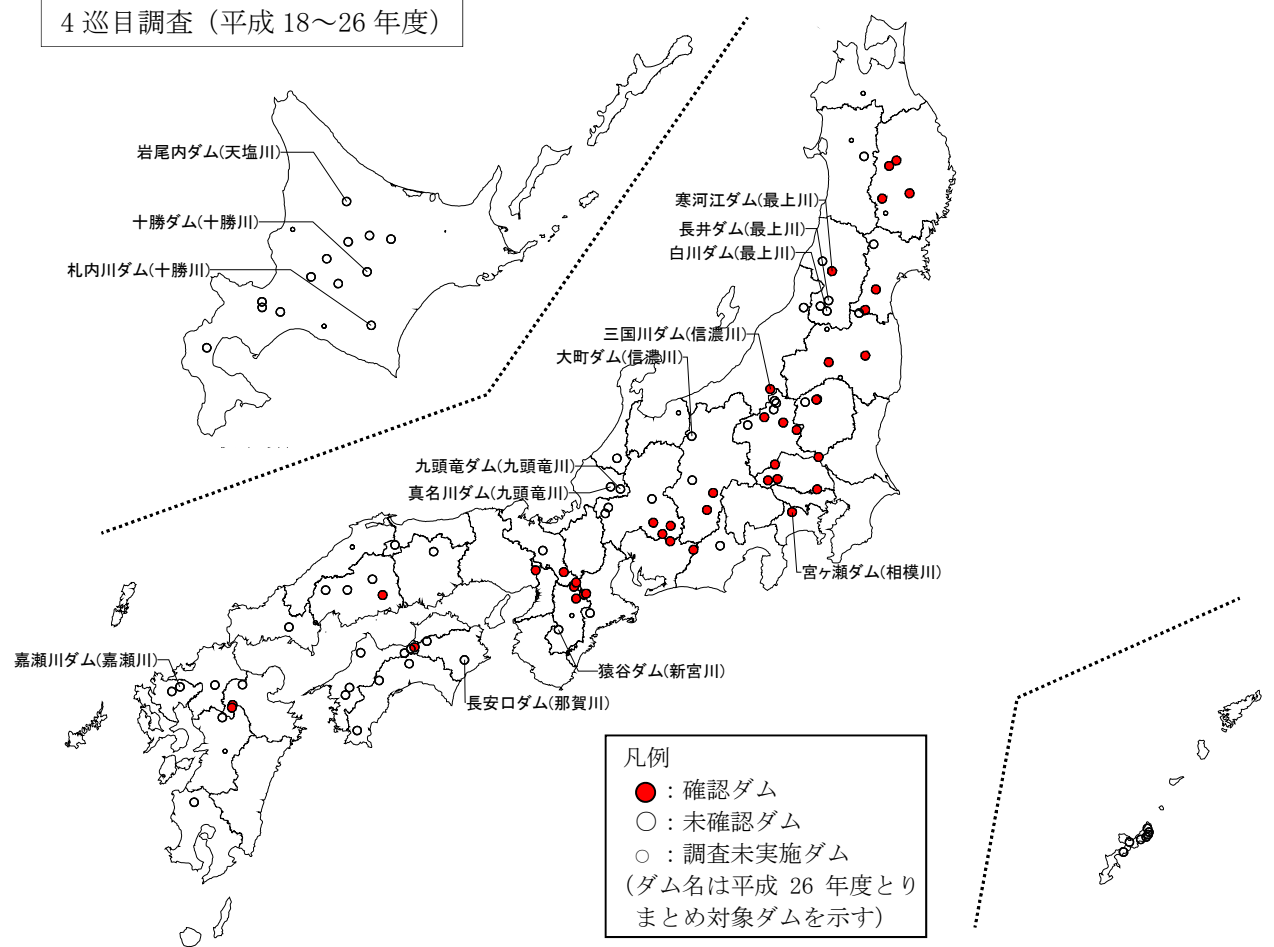 4巡目調査（平成18～26年度）
岩尾内ダム(天塩川)
十勝ダム(十勝川)
札内川ダム(十勝川)
寒河江ダム(最上川)
長井ダム(最上川)
白川ダム(最上川)
三国川ダム(信濃川)
大町ダム(信濃川)
九頭竜ダム(九頭竜川)
真名川ダム(九頭竜川)
宮ヶ瀬ダム(相模川)
嘉瀬川ダム(嘉瀬川)
猿谷ダム(新宮川)
長安口ダム(那賀川)
凡例
●：確認ダム
○：未確認ダム
○：調査未実施ダム
(ダム名は平成 26 年度とり
まとめ対象ダムを示す)